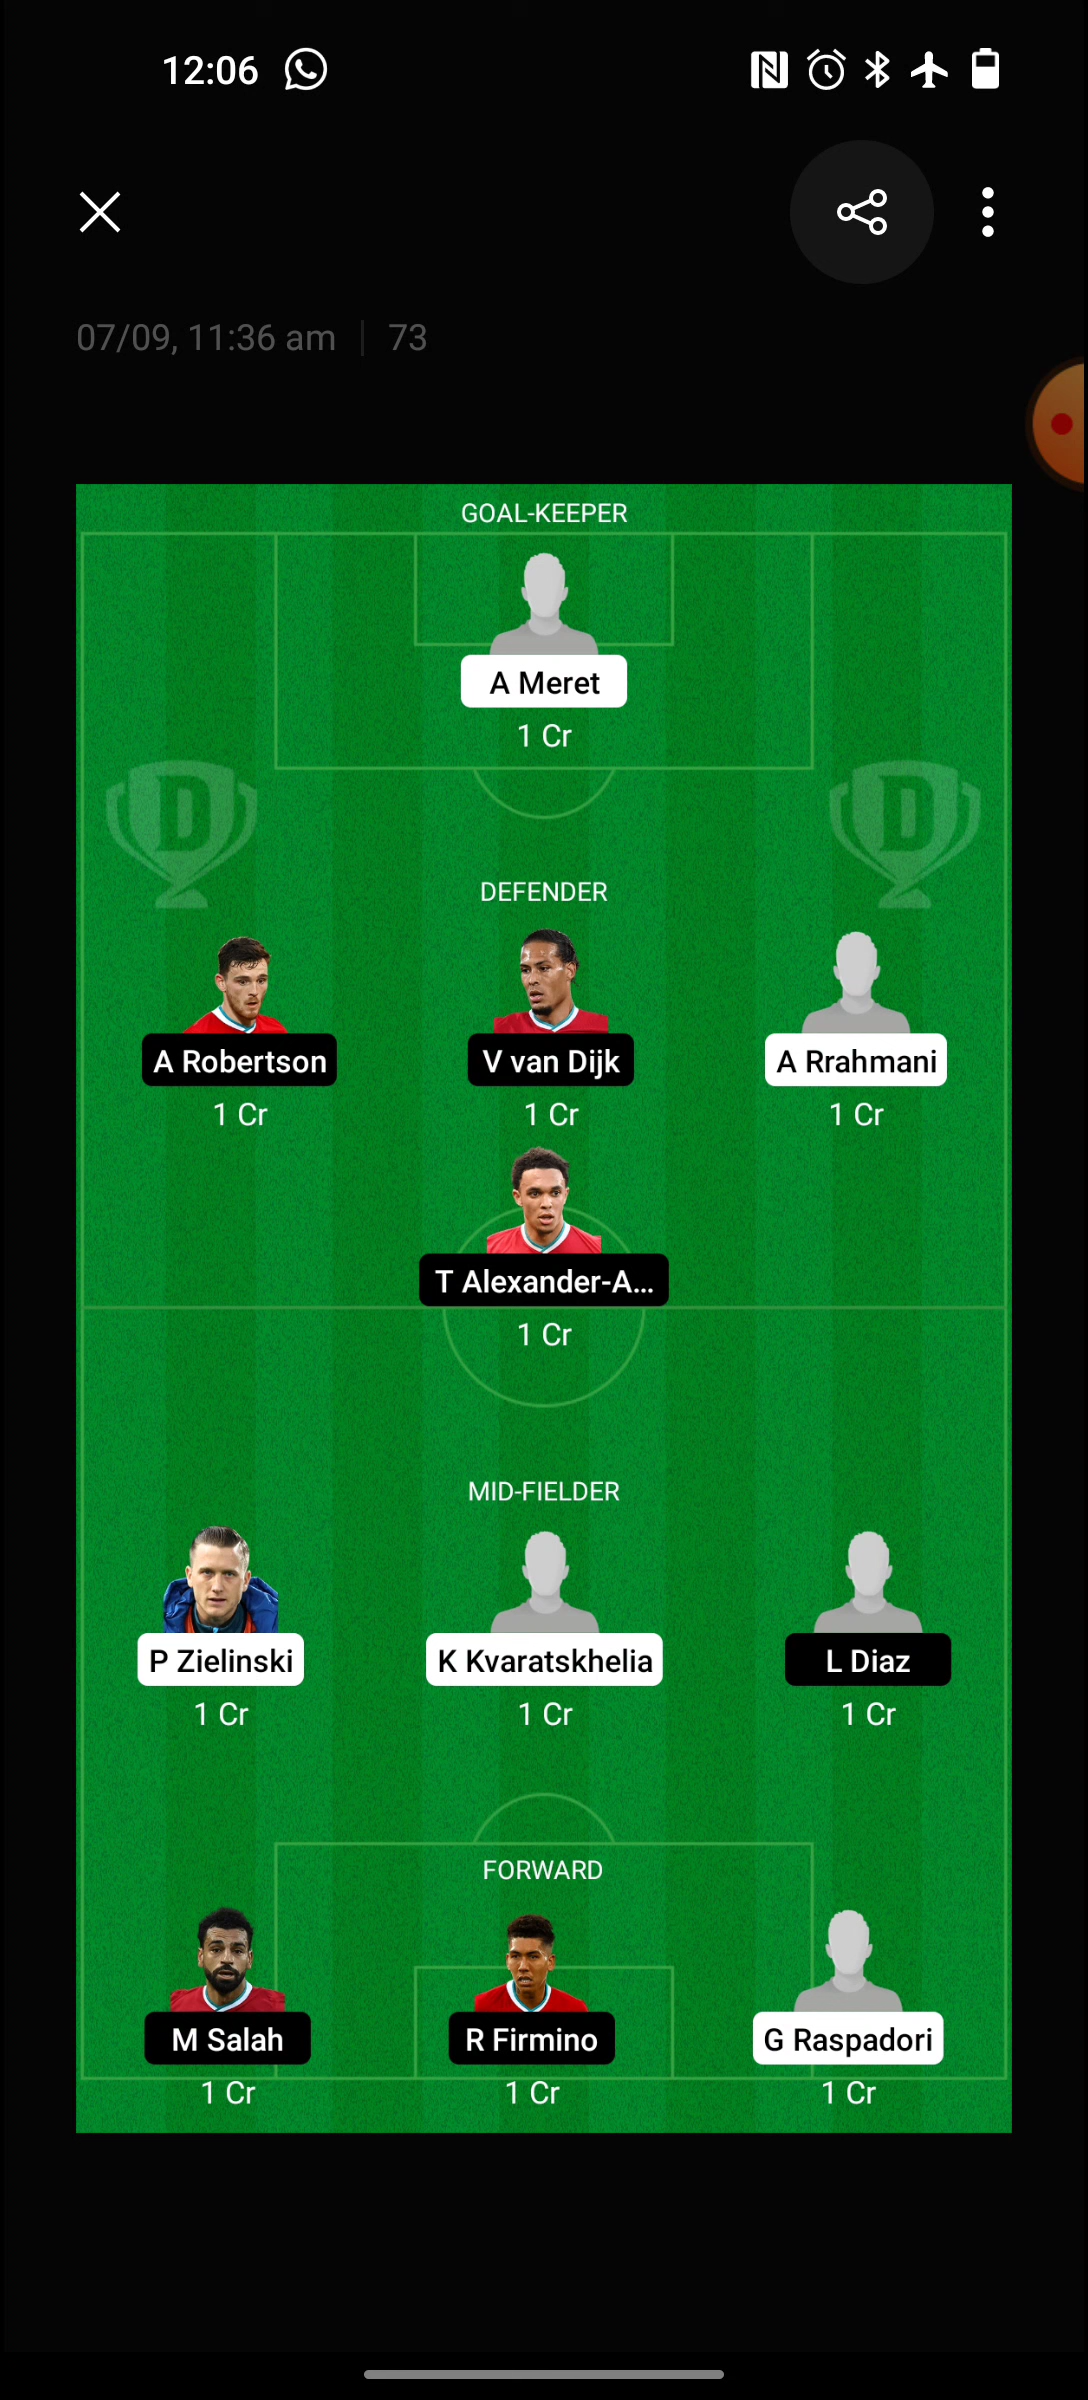 12:06
07/09, 11:36 am | 73
GOAL-KEEPER
A Meret
1 Cr
D D
DEFENDER
A Robertson V van Dijk A Rrahmani
1 Cr 1 Cr 1 Cr
T Alexander-A...
1 Cr
MID-FIELDER
P Zielinski K Kvaratskhelia L Diaz
1 Cr 1 Cr 1 Cr
FORWARD
M Salah R Firmino G Raspadori
1 Cr 1 Cr 1 Cr